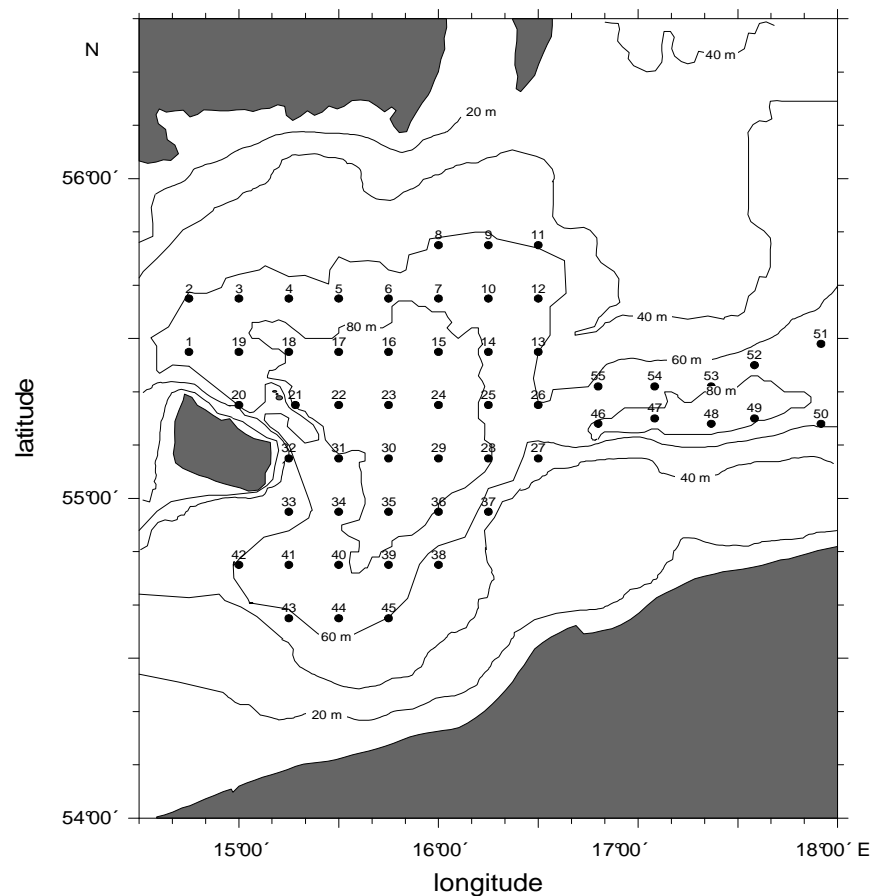 N
40 m
20 m
56°00´
8 9 11
2 3 4 5 6 7 10 12
80 m
40 m
1 19 18 17 16 15 14 13
51
60 m
52
55 54 53
80 m
20 21 22 23 24 25 26
46 47 48 49 50
32 31 30 29 28 27
40 m
55°00´
33 34 35 36 37
42 41 40 39 38
43 44 45
60 m
20 m
54°00´
15°00´ 16°00´ 17°00´ 18°00´ E
longitude
latitude